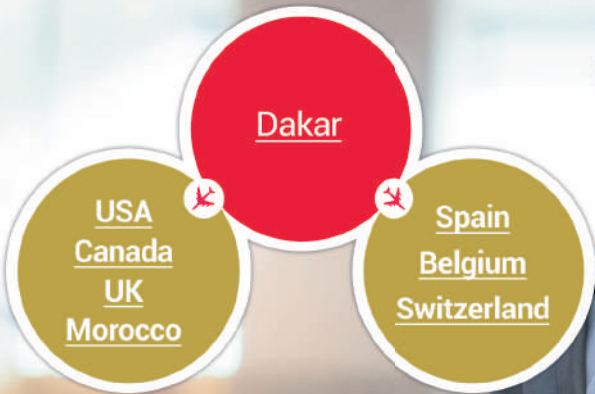 Dakar
USA
Canada
UK
Morocco
Spain
Belgium
Switzerland